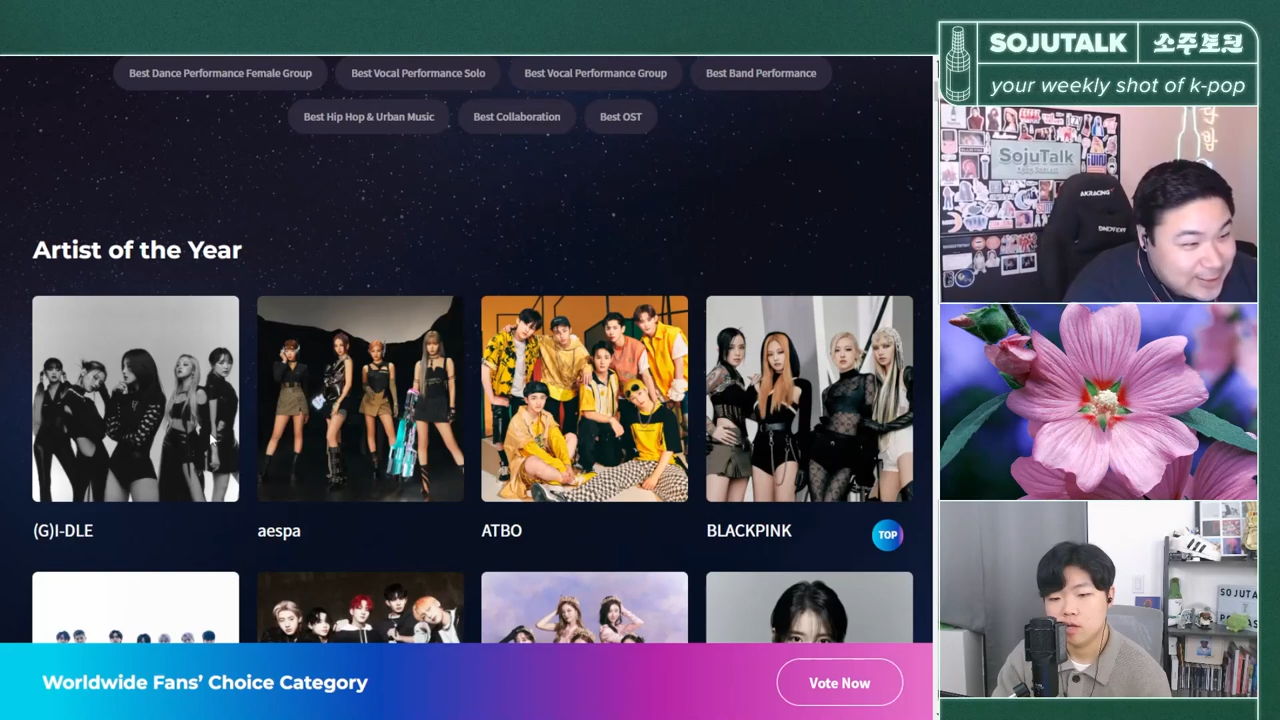 SOJUTALK
소주토크
your weekly shot of k-pop
Best Dance Performance Female Group
Best Vocal Performance Solo
Best Vocal Performance Group
Best Band Performance
Best Hip Hop & Urban Music
Best Collaboration
Best OST
Artist of the Year
(G)I-DLE
aespa
ATBO
BLACKPINK
TOP
Worldwide Fans’ Choice Category
Vote Now
SojuTalk
AKRACING
SOJUTA